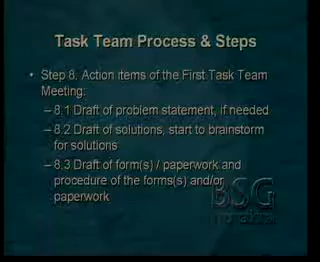 Task Team Process & Steps
• Step 8. Action items of the First Task Team
Meeting:
– 8.1 Draft of problem statement, if needed
– 8.2 Draft of solutions, start to brainstorm
for solutions
– 8.3 Draft of form(s) / paperwork and
procedure of the forms(s) and/or
paperwork
BSG